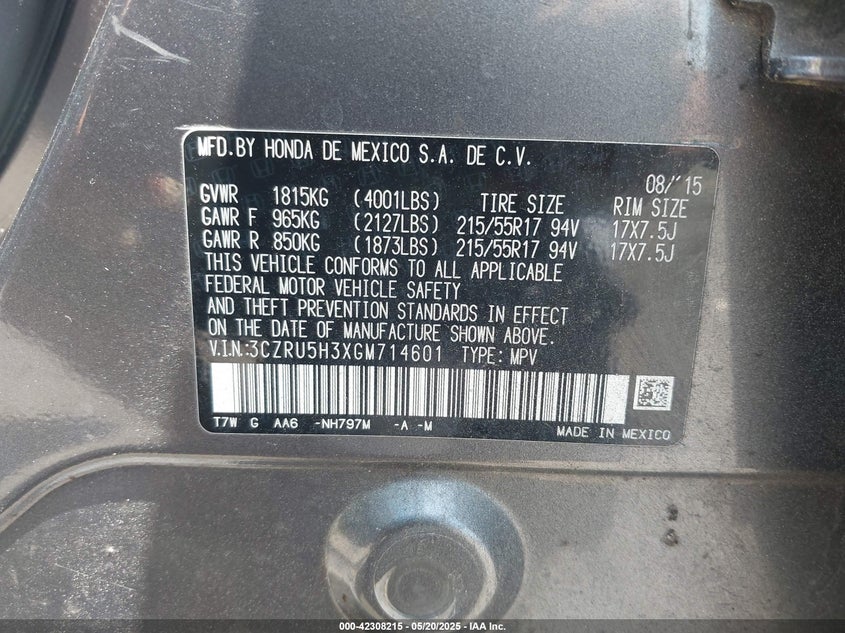 MFD. BY HONDA DE MEXICO S.A. DE C.V.
08/'15
GVWR 1815KG (4001LBS) TIRE SIZE RIM SIZE
GAWR F 965KG (2127LBS) 215/55R17 94V 17X7.5J
GAWR R 850KG (1873LBS) 215/55R17 94V 17X7.5J
THIS VEHICLE CONFORMS TO ALL APPLICABLE
FEDERAL MOTOR VEHICLE SAFETY
AND THEFT PREVENTION STANDARDS IN EFFECT
ON THE DATE OF MANUFACTURE SHOWN ABOVE.
V.I.N.:3CZRU5H3XGM714601 TYPE: MPV
T7W G AA6 -NH797M -A -M
MADE IN MEXICO
000-42308215 - 05/20/2025 - IAA Inc.